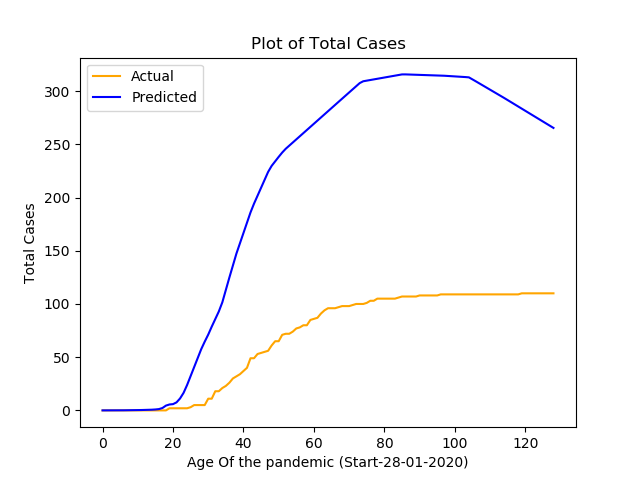 Plot of Total Cases
Actual
Predicted
300
250
200
150
100
50
0
Total Cases
0 20 40 60 80 100 120
Age Of the pandemic (Start-28-01-2020)